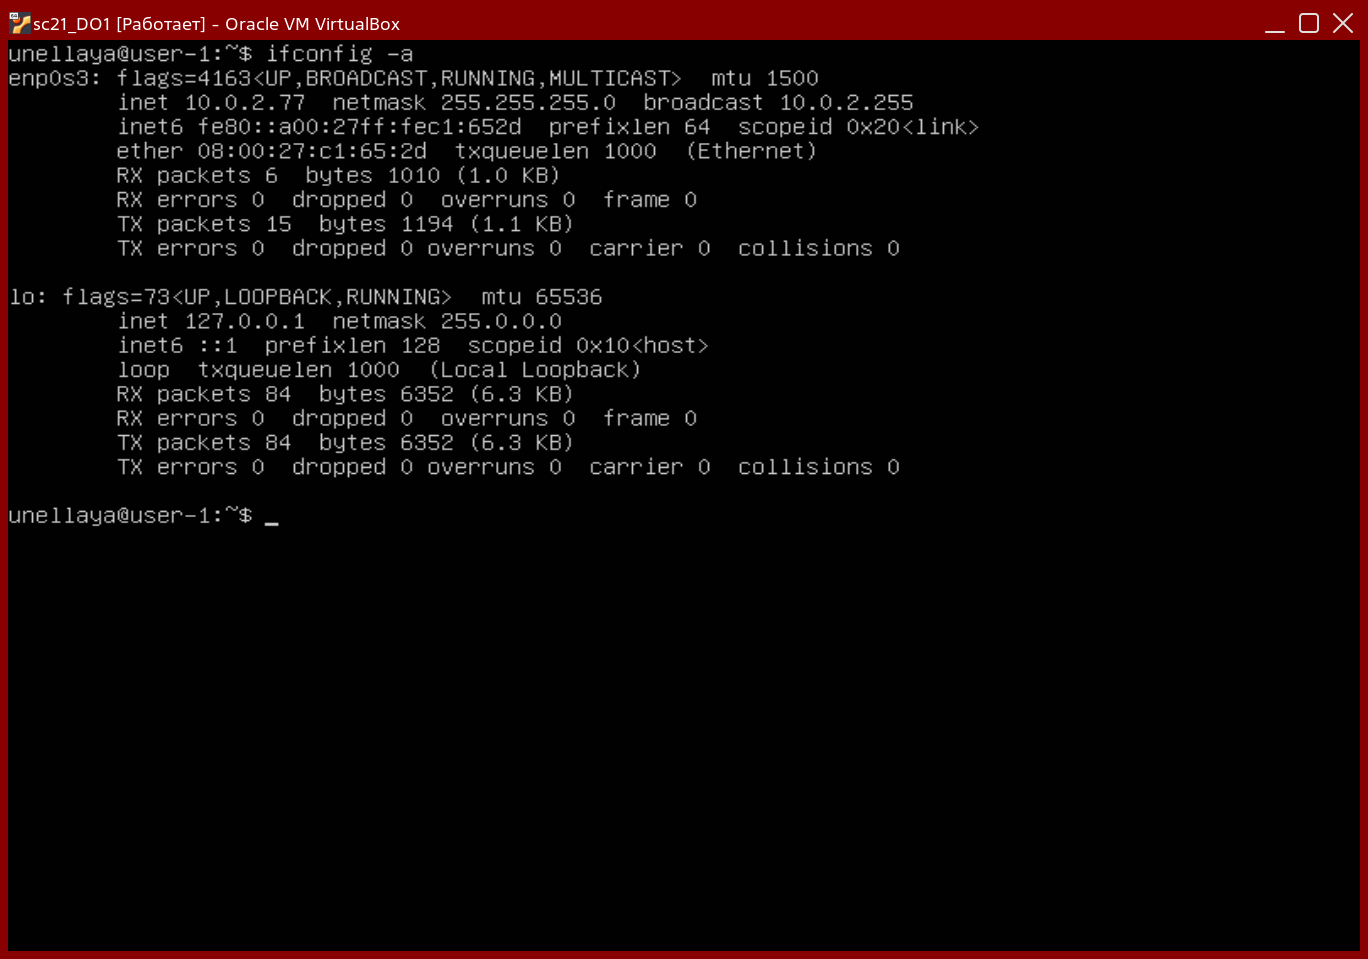 sc21_DO1 [Работает] - Oracle VM VirtualBox
unellaya@user-1:~$ ifconfig -a
enp0s3: flags=4163<UP,BROADCAST,RUNNING,MULTICAST>  mtu 1500
        inet 10.0.2.77  netmask 255.255.255.0  broadcast 10.0.2.255
        inet6 fe80::a00:27ff:fec1:652d  prefixlen 64  scopeid 0x20<link>
        ether 08:00:27:c1:65:2d  txqueuelen 1000  (Ethernet)
        RX packets 6  bytes 1010 (1.0 KB)
        RX errors 0  dropped 0  overruns 0  frame 0
        TX packets 15  bytes 1194 (1.1 KB)
        TX errors 0  dropped 0 overruns 0  carrier 0  collisions 0

lo: flags=73<UP,LOOPBACK,RUNNING>  mtu 65536
        inet 127.0.0.1  netmask 255.0.0.0
        inet6 ::1  prefixlen 128  scopeid 0x10<host>
        loop  txqueuelen 1000  (Local Loopback)
        RX packets 84  bytes 6352 (6.3 KB)
        RX errors 0  dropped 0  overruns 0  frame 0
        TX packets 84  bytes 6352 (6.3 KB)
        TX errors 0  dropped 0 overruns 0  carrier 0  collisions 0

unellaya@user-1:~$ _